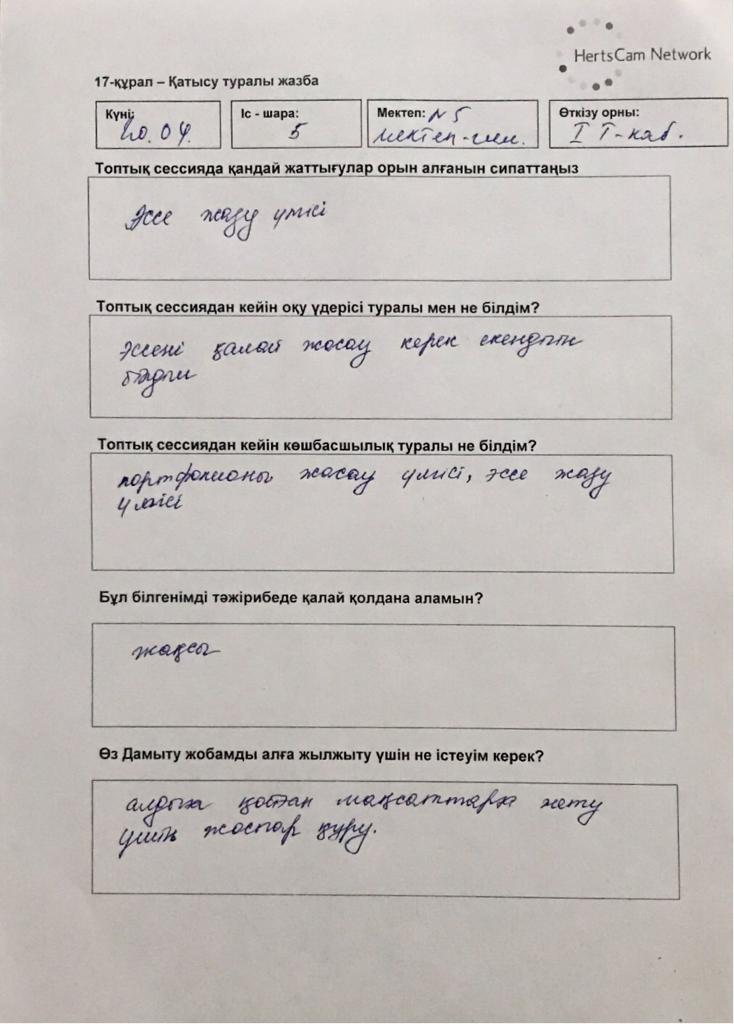 HertsCam Network
17-құрал – Қатысу туралы жазба
Күні: 20.04. Іс - шара: 5 Мектеп: N5 мектеп-гим. Өткізу орны: IT-каб.
Топтық сессияда қандай жаттығулар орын алғанын сипаттаңыз
Эссе жазу үлгісі
Топтық сессиядан кейін оқу үдерісі туралы мен не білдім?
Эссені қалай жасау керек екендігін
білдім
Топтық сессиядан кейін көшбасшылық туралы не білдім?
портфолионы жасау үлгісі, эссе жазу
үлгісі
Бұл білгенімді тәжірибеде қалай қолдана аламын?
жақсы
Өз Дамыту жобамды алға жылжыту үшін не істеуім керек?
алдыға қойған мақсаттарға жету
үшін жоспар құру.